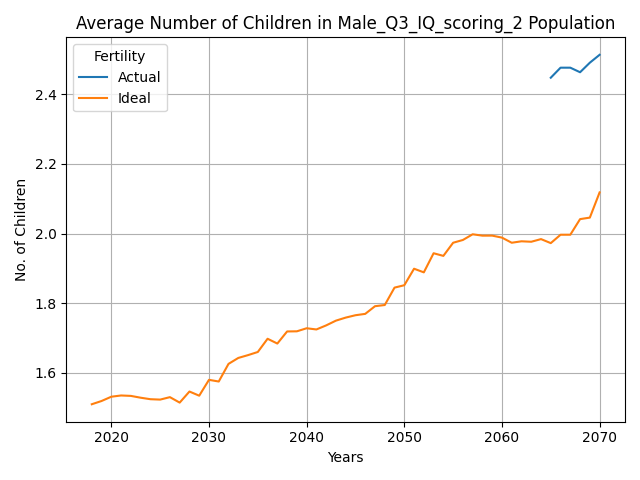 Average Number of Children in Male_Q3_IQ_scoring_2 Population
Fertility
Actual
Ideal
No. of Children
2.4
2.2
2.0
1.8
1.6
2020 2030 2040 2050 2060 2070
Years